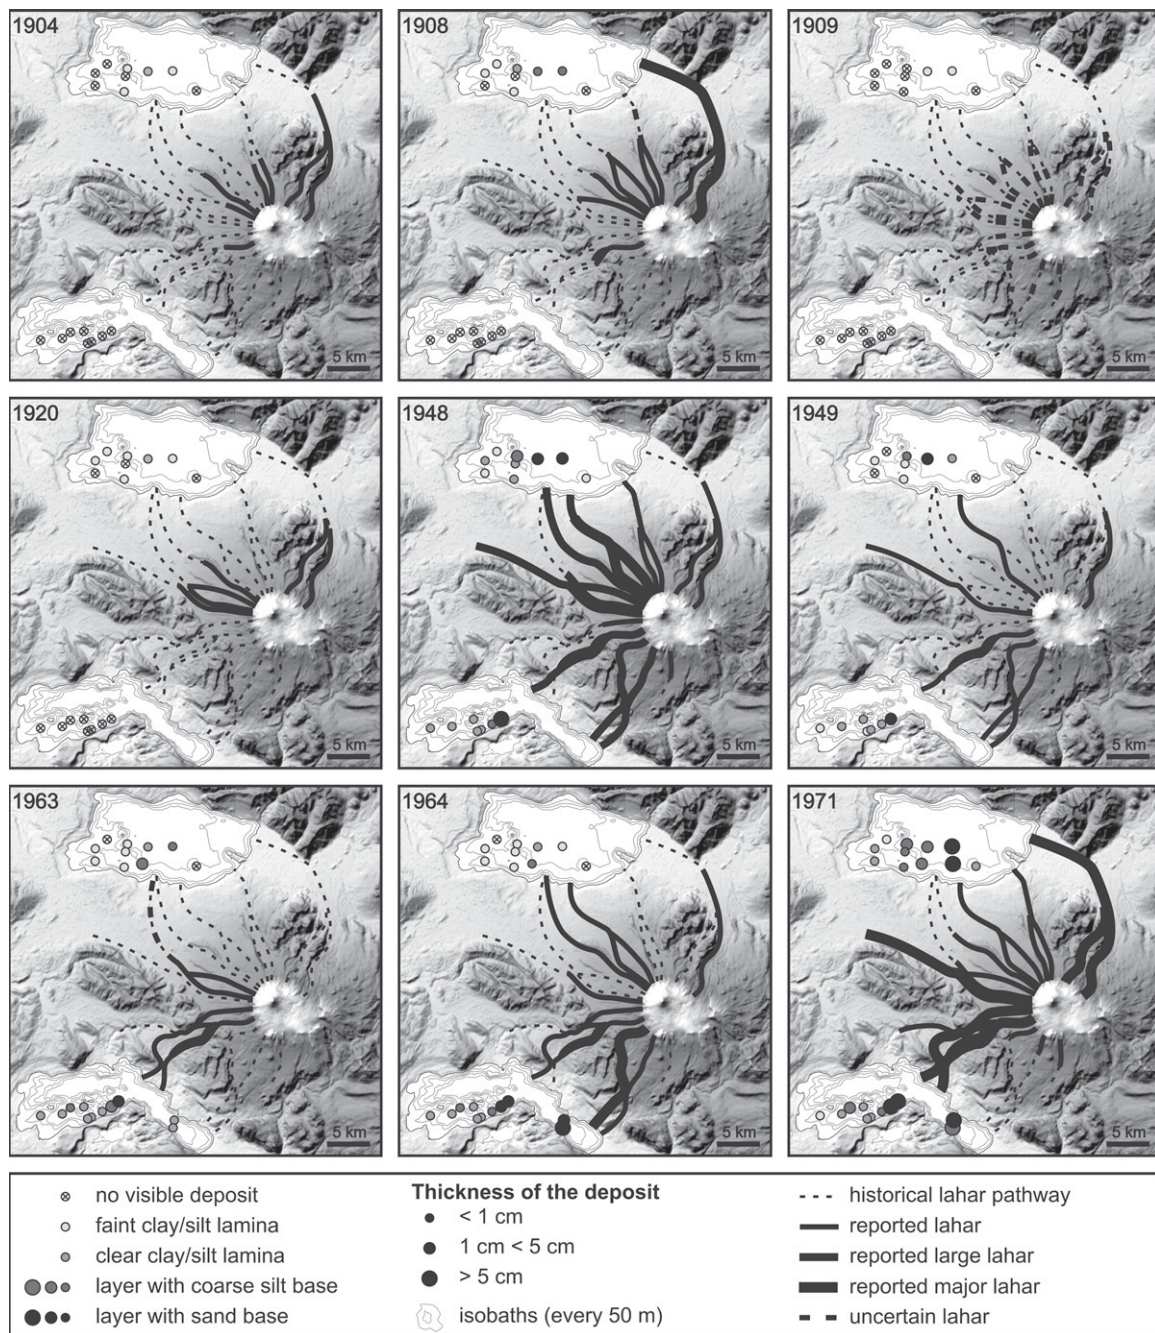 1904
5 km
1908
5 km
1909
5 km
1920
5 km
1948
5 km
1949
5 km
1963
5 km
1964
5 km
1971
5 km
no visible deposit
faint clay/silt lamina
clear clay/silt lamina
layer with coarse silt base
layer with sand base
Thickness of the deposit
< 1 cm
1 cm < 5 cm
> 5 cm
isobaths (every 50 m)
historical lahar pathway
reported lahar
reported large lahar
reported major lahar
uncertain lahar